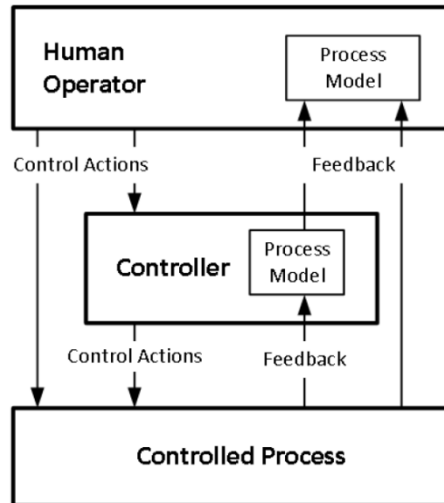 Human
Operator
Process
Model
Control Actions
Feedback
Controller
Process
Model
Control Actions
Feedback
Controlled Process